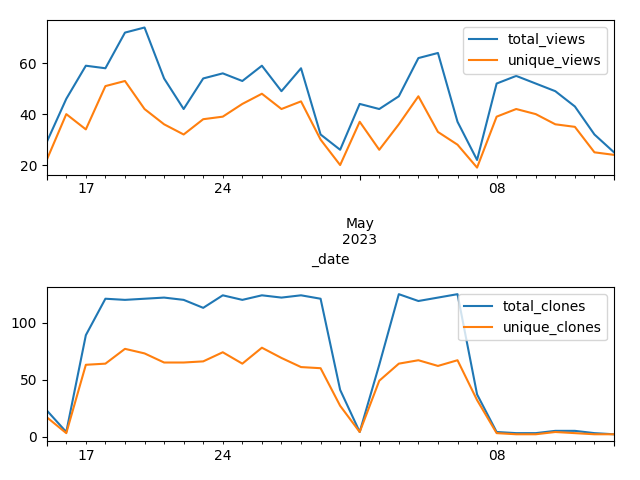 total_views
unique_views
60
40
20
17
24
08
May
2023
_date
total_clones
unique_clones
100
50
0
17
24
08